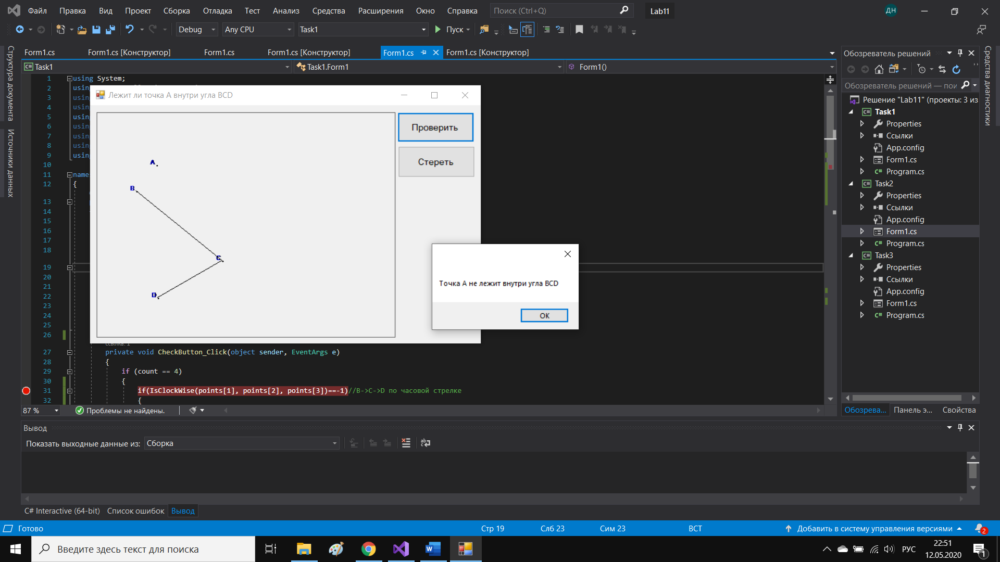 Файл Правка Вид Проект Сборка Отладка Тест Анализ Средства Расширения Окно Справка Поиск (Ctrl+Q) Lab11 ДН
Debug Any CPU Task1 Пуск
Структура документа
Источники данных
Form1.cs Form1.cs [Конструктор] Form1.cs Form1.cs [Конструктор] Form1.cs Form1.cs [Конструктор]
Task1 Task1.Form1 Form1()
1 using System;
2 usin
3 usin
4 usin
5 usin
6 usin
7 usin
8 usin
9 usin
10
11 name
12 {
13
14
15
16
17
18
19
20
21
22
23
24
25
26
ссылка: 1
27 private void CheckButton_Click(object sender, EventArgs e)
28 {
29 if (count == 4)
30 {
31 if(IsClockWise(points[1], points[2], points[3])==-1)//B->C->D по часовой стрелке
32 {
Лежит ли точка A внутри угла BCD
A
B
C
D
Проверить
Стереть
Точка A не лежит внутри угла BCD
OK
87 % Проблемы не найдены.
Обозреватель решений
Обозреватель решений — пои
Решение "Lab11" (проекты: 3 из
Task1
Properties
Ссылки
App.config
Form1.cs
Program.cs
Task2
Properties
Ссылки
App.config
Form1.cs
Program.cs
Task3
Properties
Ссылки
App.config
Form1.cs
Program.cs
Обозрева... Панель э... Свойства
Средства диагностики
Вывод
Показать выходные данные из: Сборка
C# Interactive (64-bit) Список ошибок Вывод
Готово Стр 19 Слб 23 Сим 23 ВСТ Добавить в систему управления версиями 2
Введите здесь текст для поиска
РУС
22:51
12.05.2020
1